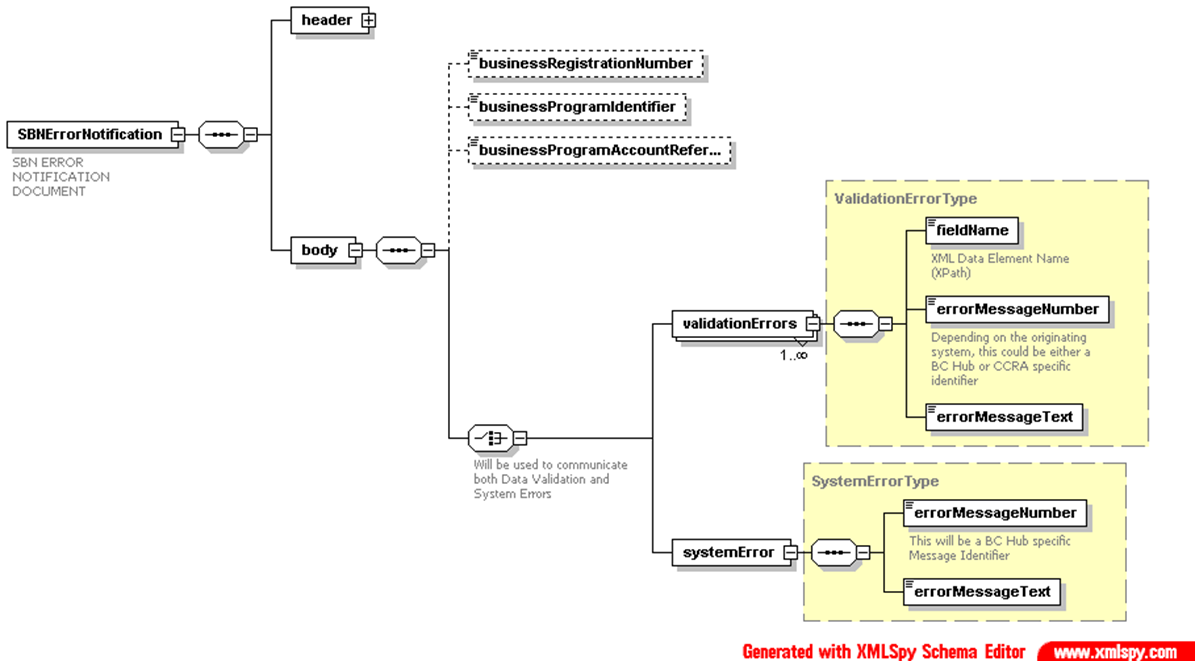 header
businessRegistrationNumber
businessProgramIdentifier
businessProgramAccountRefer...
SBNErrorNotification
SBN ERROR
NOTIFICATION
DOCUMENT
body
ValidationErrorType
fieldName
XML Data Element Name
(XPath)
validationErrors
1..∞
errorMessageNumber
Depending on the originating
system, this could be either a
BC Hub or CCRA specific
identifier
errorMessageText
Will be used to communicate
both Data Validation and
System Errors
SystemErrorType
errorMessageNumber
This will be a BC Hub specific
Message Identifier
systemError
errorMessageText
Generated with XMLSpy Schema Editor
www.xmlspy.com